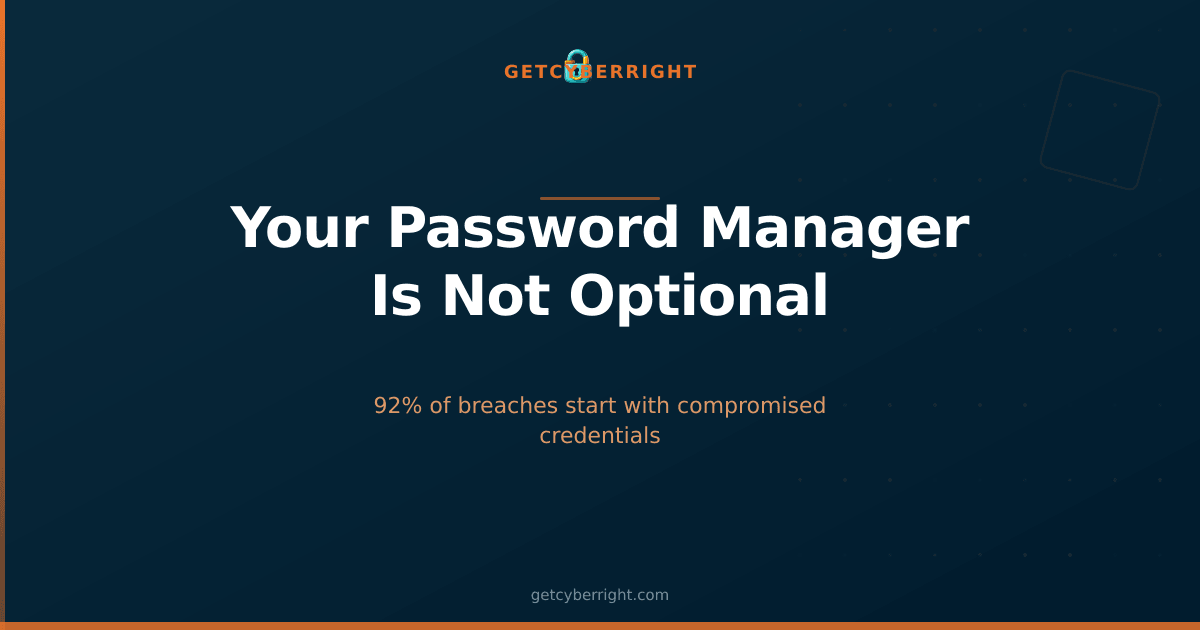 GETCYBERRIGHT
Your Password Manager
Is Not Optional
92% of breaches start with compromised
credentials
getcyberright.com